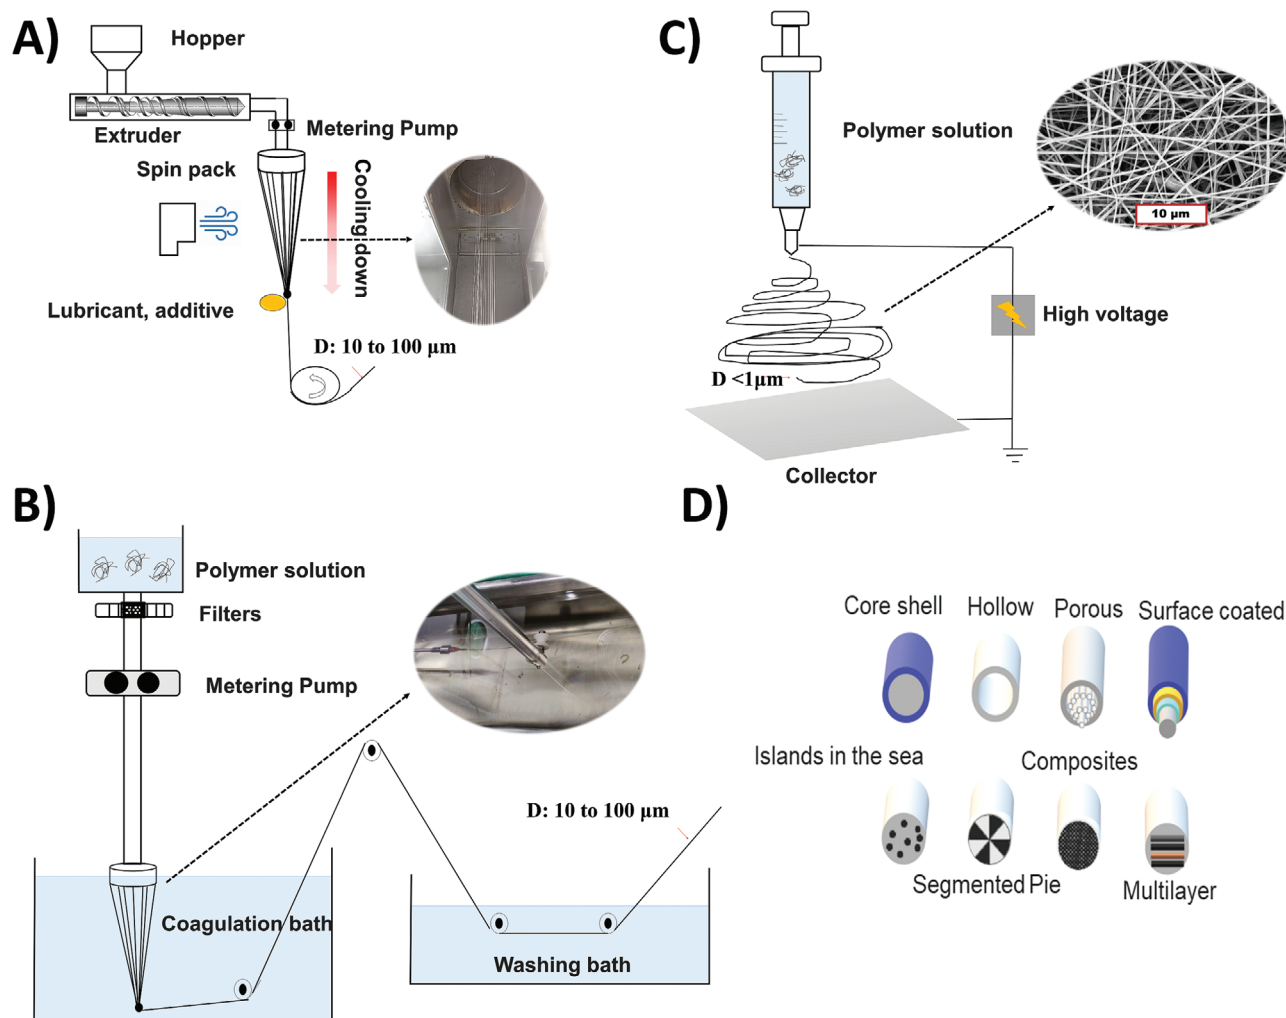 A)
Hopper
Extruder
Metering Pump
Spin pack
Cooling down
Lubricant, additive
D: 10 to 100 μm
B)
Polymer solution
Filters
Metering Pump
Coagulation bath
D: 10 to 100 μm
Washing bath
C)
Polymer solution
10 μm
High voltage
D <1μm
Collector
D)
Core shell
Hollow
Porous
Surface coated
Islands in the sea
Composites
Segmented Pie
Multilayer